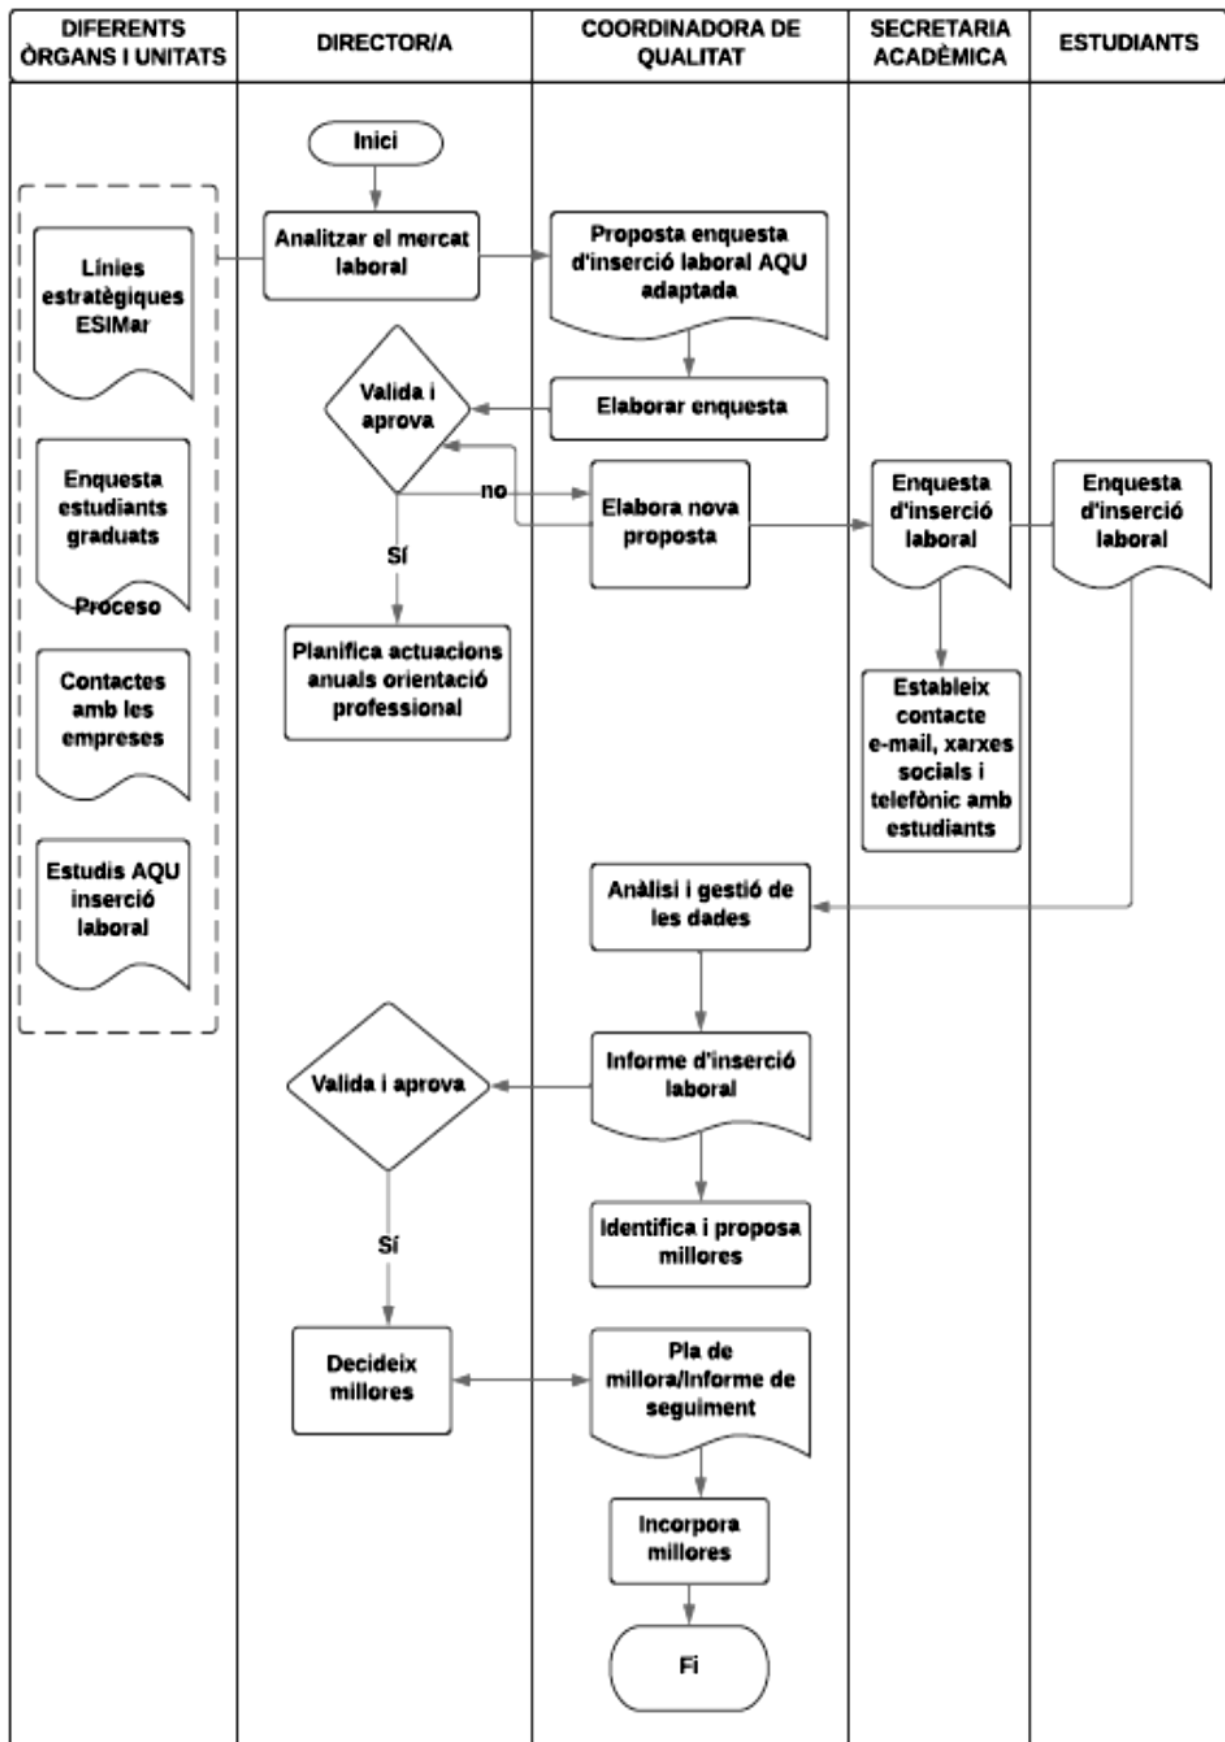 DIFERENTS
ÒRGANS I UNITATS
DIRECTOR/A
COORDINADORA DE
QUALITAT
SECRETARIA
ACADÈMICA
ESTUDIANTS
Inici
Línies
estratègiques
ESIMar
Analitzar el mercat
laboral
Proposta enquesta
d'inserció laboral AQU
adaptada
Valida i
aprova
Elaborar enquesta
Enquesta
estudiants
graduats
Proceso
no
Elabora nova
proposta
Enquesta
d'inserció
laboral
Enquesta
d'inserció
laboral
Sí
Planifica actuacions
anuals orientació
professional
Contactes
amb les
empreses
Estableix
contacte
e-mail, xarxes
socials i
telefònic amb
estudiants
Estudis AQU
inserció
laboral
Anàlisi i gestió de
les dades
Valida i aprova
Informe d'inserció
laboral
Identifica i proposa
millores
Sí
Decideix
millores
Pla de
millora/Informe de
seguiment
Incorpora
millores
Fi